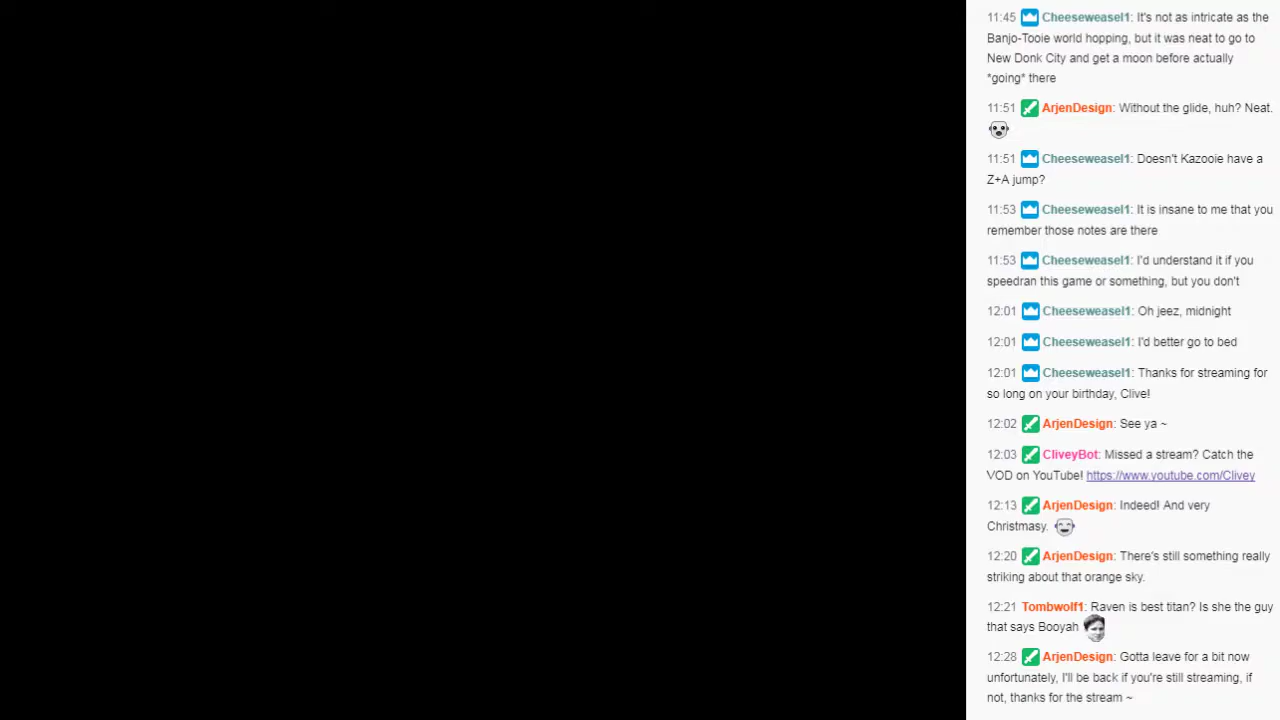 11:45 Cheeseweasel1: It's not as intricate as the
Banjo-Tooie world hopping, but it was neat to go to
New Donk City and get a moon before actually
*going* there
11:51 ArjenDesign: Without the glide, huh? Neat.
11:51 Cheeseweasel1: Doesn't Kazooie have a
Z+A jump?
11:53 Cheeseweasel1: It is insane to me that you
remember those notes are there
11:53 Cheeseweasel1: I'd understand it if you
speedran this game or something, but you don't
12:01 Cheeseweasel1: Oh jeez, midnight
12:01 Cheeseweasel1: I'd better go to bed
12:01 Cheeseweasel1: Thanks for streaming for
so long on your birthday, Clive!
12:02 ArjenDesign: See ya ~
12:03 CliveyBot: Missed a stream? Catch the
VOD on YouTube! https://www.youtube.com/Clivey
12:13 ArjenDesign: Indeed! And very
Christmasy.
12:20 ArjenDesign: There's still something really
striking about that orange sky.
12:21 Tombwolf1: Raven is best titan? Is she the guy
that says Booyah
12:28 ArjenDesign: Gotta leave for a bit now
unfortunately, I'll be back if you're still streaming, if
not, thanks for the stream ~